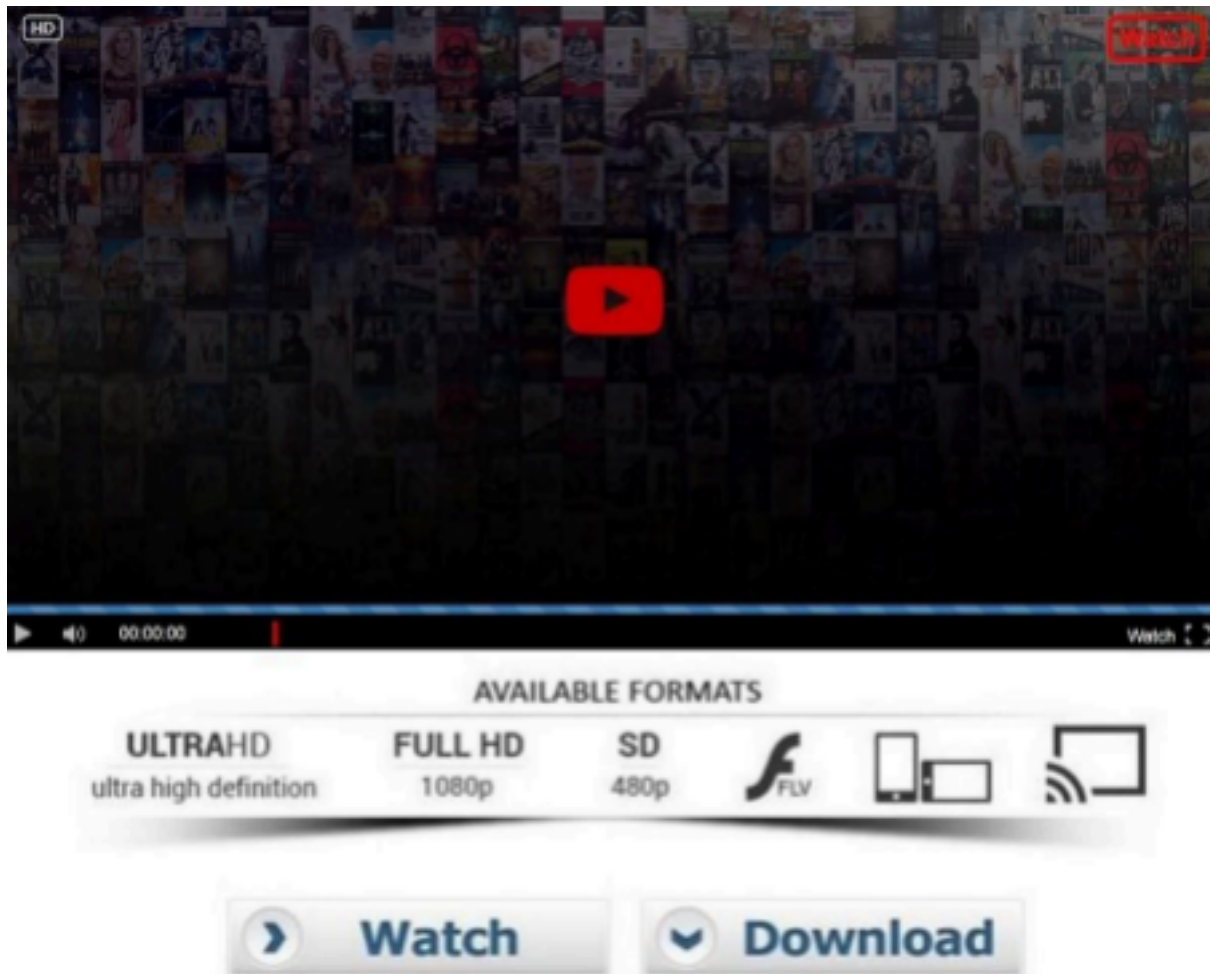 HD
Watch
00:00:00
Watch
AVAILABLE FORMATS
ULTRAHD
FULL HD
SD
ultra high definition
1080p
480p
FLV
Watch
Download